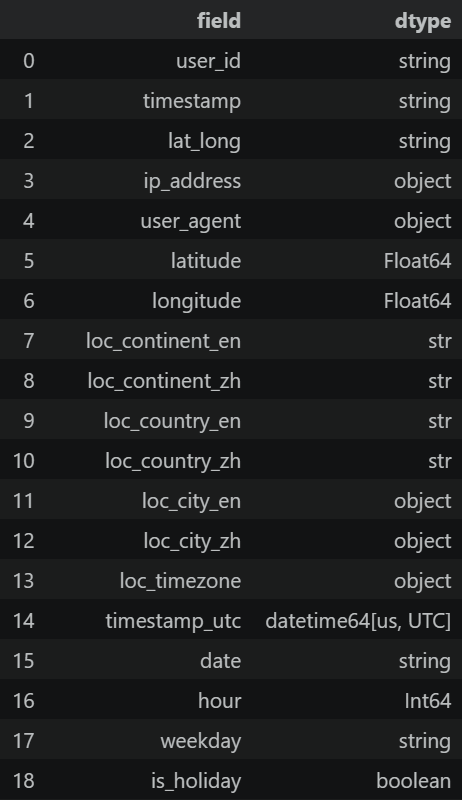 field dtype
0 user_id string
1 timestamp string
2 lat_long string
3 ip_address object
4 user_agent object
5 latitude Float64
6 longitude Float64
7 loc_continent_en str
8 loc_continent_zh str
9 loc_country_en str
10 loc_country_zh str
11 loc_city_en object
12 loc_city_zh object
13 loc_timezone object
14 timestamp_utc datetime64[us, UTC]
15 date string
16 hour Int64
17 weekday string
18 is_holiday boolean